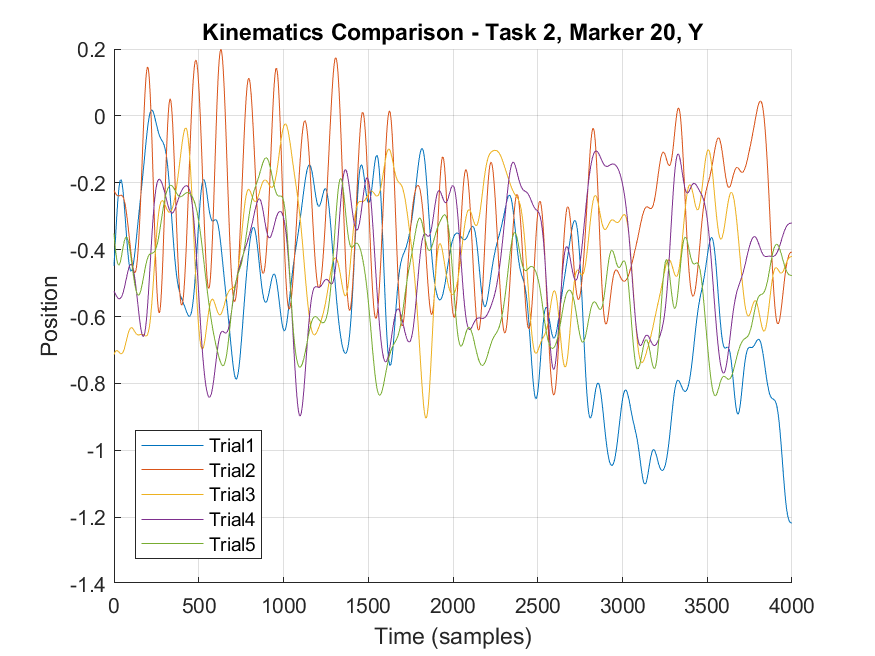 Kinematics Comparison - Task 2, Marker 20, Y
0.2
0
-0.2
-0.4
-0.6
-0.8
-1
-1.2
-1.4
Position
Trial1
Trial2
Trial3
Trial4
Trial5
0 500 1000 1500 2000 2500 3000 3500 4000
Time (samples)